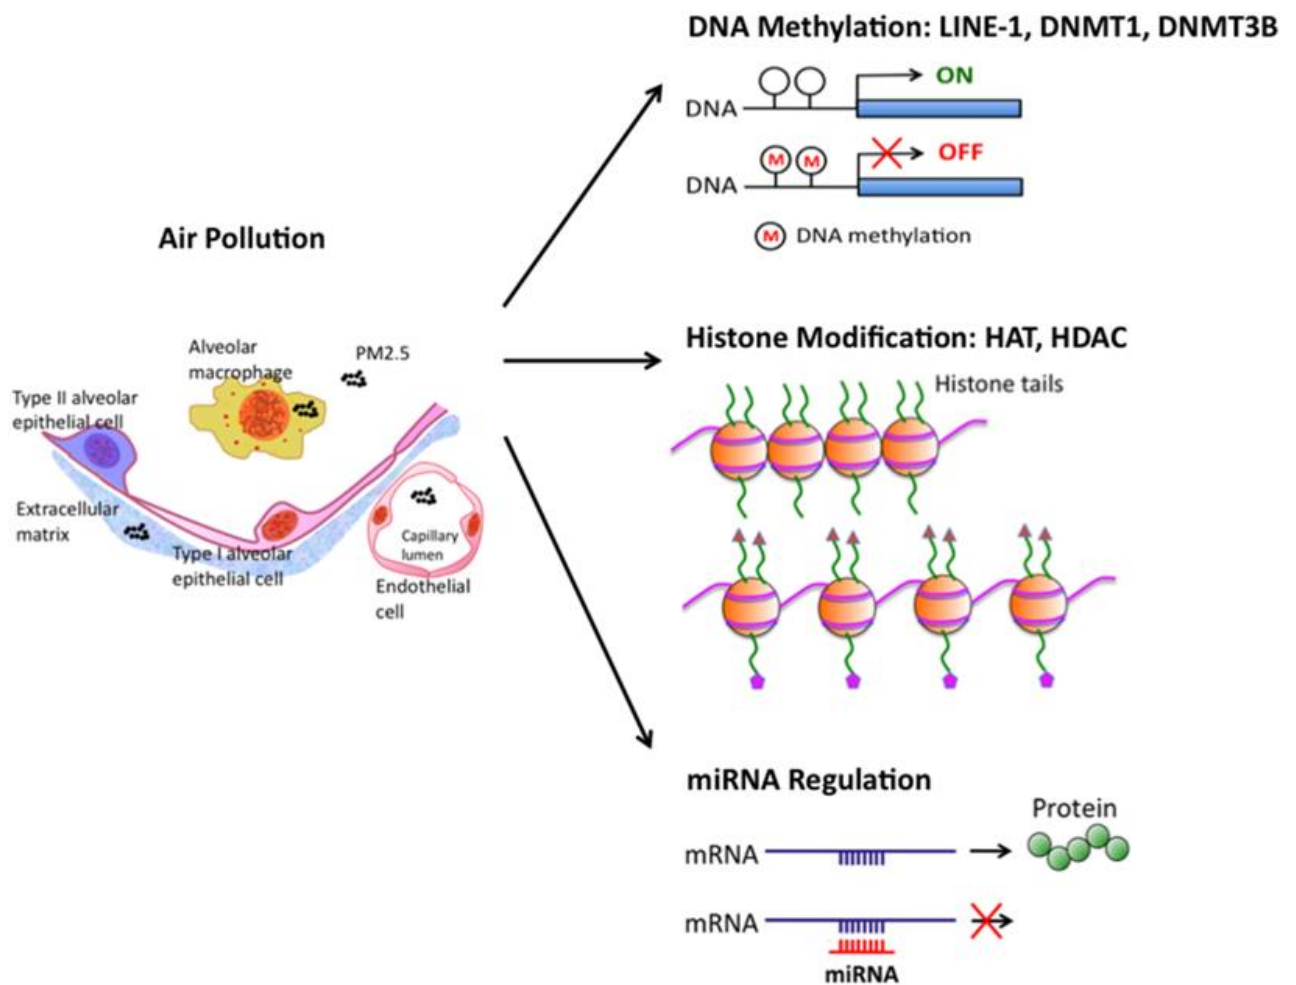 Air Pollution
Alveolar
macrophage
PM2.5
Type II alveolar
epithelial cell
Extracellular
matrix
Type I alveolar
epithelial cell
Capillary
lumen
Endothelial
cell
DNA Methylation: LINE-1, DNMT1, DNMT3B
DNA
ON
DNA
M M
OFF
M DNA methylation
Histone Modification: HAT, HDAC
Histone tails
miRNA Regulation
Protein
mRNA
mRNA
miRNA